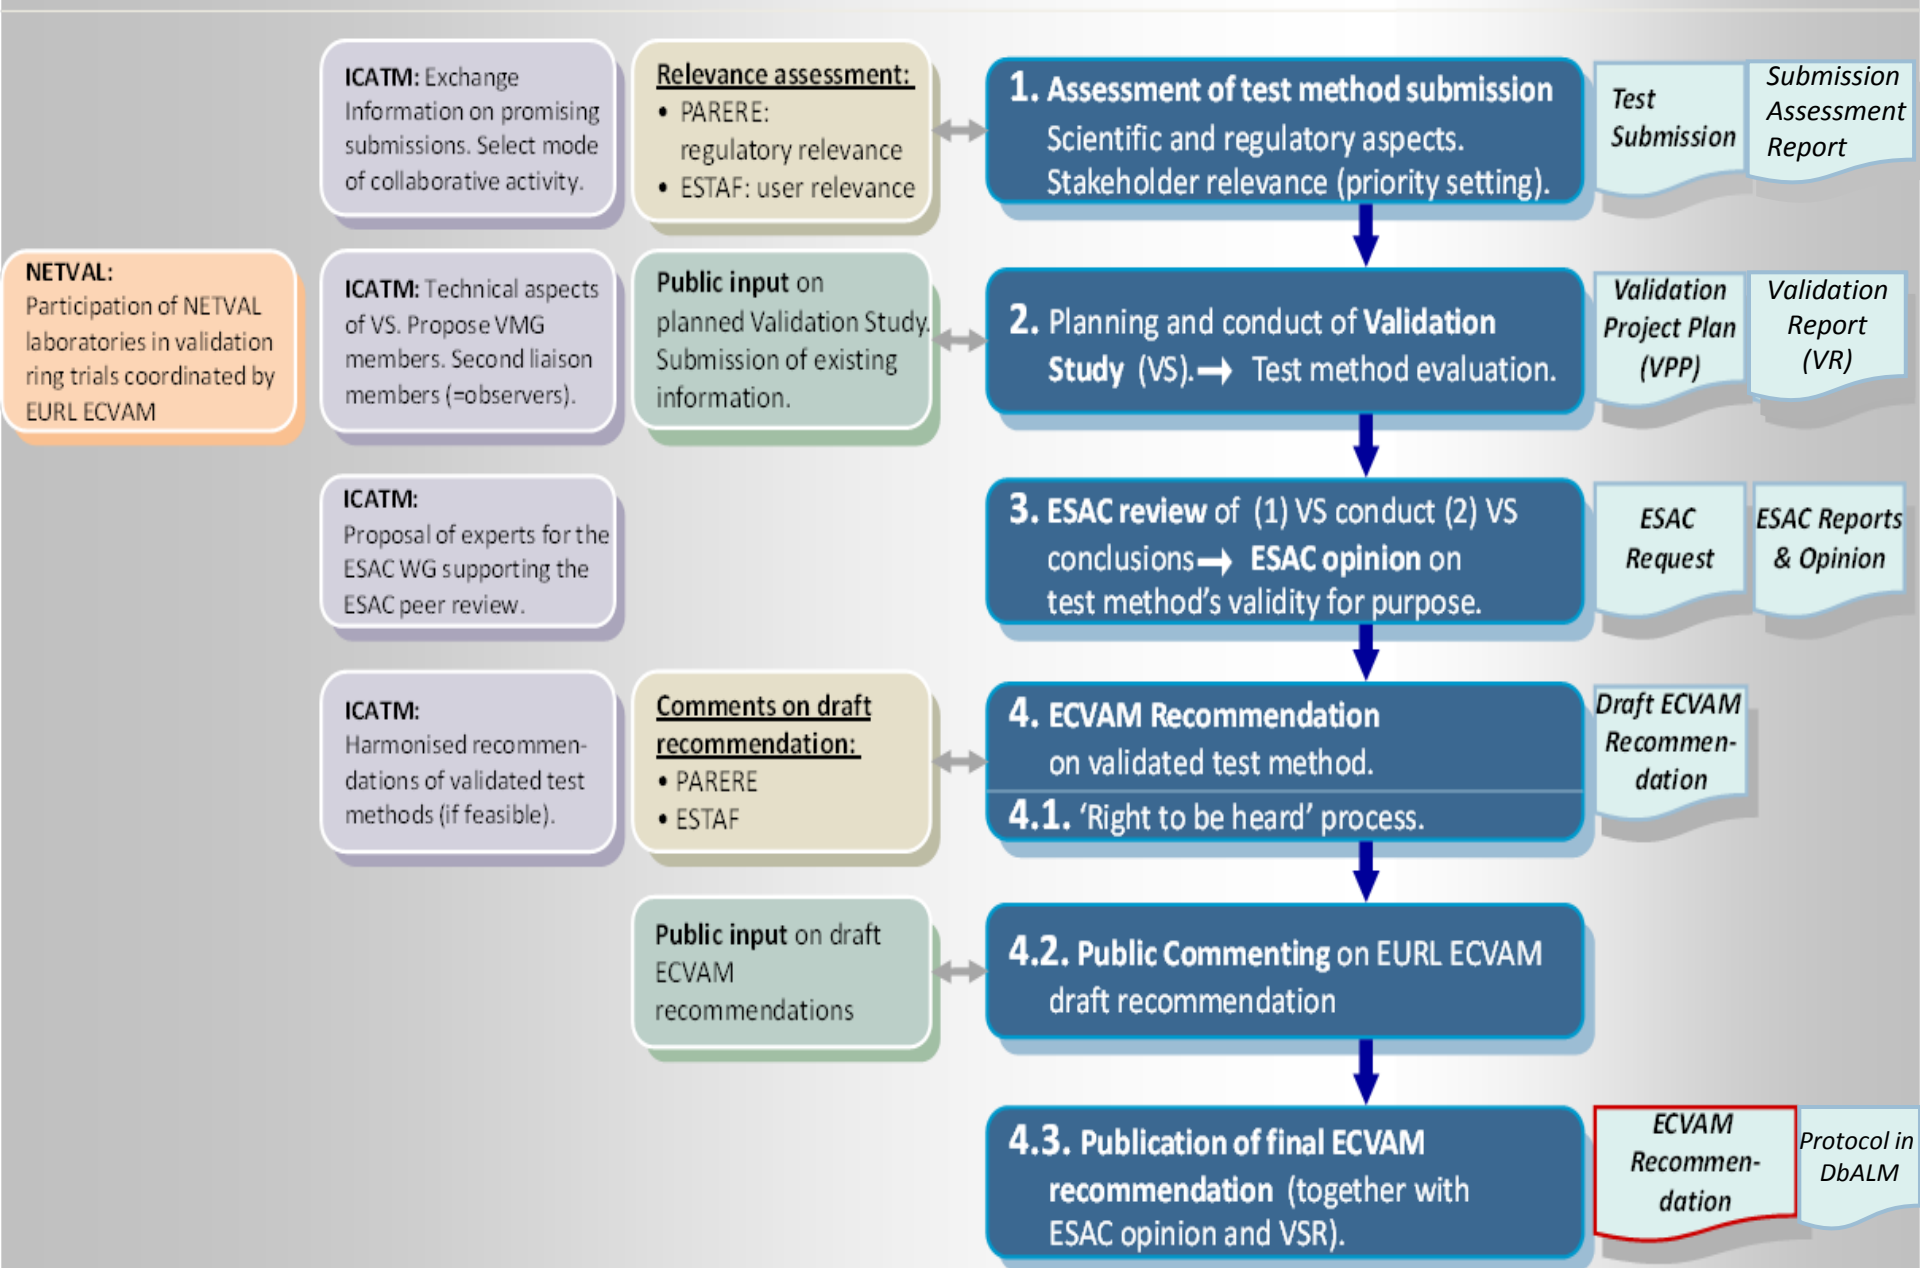 ICATM: Exchange
Information on promising
submissions. Select mode
of collaborative activity.
Relevance assessment:
• PARERE:
regulatory relevance
• ESTAF: user relevance
1. Assessment of test method submission
Scientific and regulatory aspects.
Stakeholder relevance (priority setting).
Test
Submission
Submission
Assessment
Report
NETVAL:
Participation of NETVAL
laboratories in validation
ring trials coordinated by
EURL ECVAM
ICATM: Technical aspects
of VS. Propose VMG
members. Second liaison
members (=observers).
Public input on
planned Validation Study.
Submission of existing
information.
2. Planning and conduct of Validation
Study (VS).→ Test method evaluation.
Validation
Project Plan
(VPP)
Validation
Report
(VR)
ICATM:
Proposal of experts for the
ESAC WG supporting the
ESAC peer review.
3. ESAC review of (1) VS conduct (2) VS
conclusions→ ESAC opinion on
test method's validity for purpose.
ESAC
Request
ESAC Reports
& Opinion
ICATM:
Harmonised recommen-
dations of validated test
methods (if feasible).
Comments on draft
recommendation:
• PARERE
• ESTAF
4. ECVAM Recommendation
on validated test method.
4.1. ‘Right to be heard’ process.
Draft ECVAM
Recommen-
dation
Public input on draft
ECVAM
recommendations
4.2. Public Commenting on EURL ECVAM
draft recommendation
4.3. Publication of final ECVAM
recommendation (together with
ESAC opinion and VSR).
ECVAM
Recommen-
dation
Protocol in
DbALM